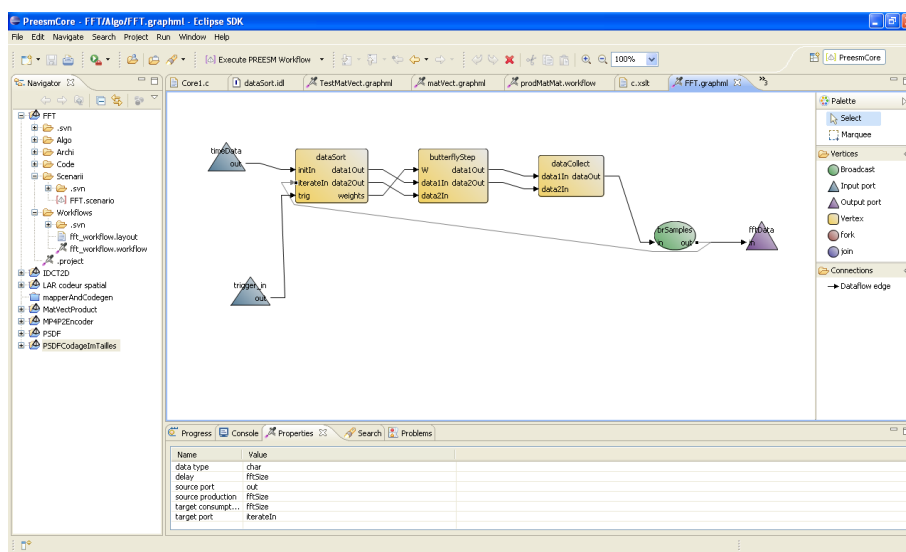 PreesmCore - FFT/Algo/FFT.graphml - Eclipse SDK
File Edit Navigate Search Project Run Window Help
Execute PREESM Workflow 100% PreesmCore
Navigator
Core1.c dataSort.idl TestMatVect.graphml matVect.graphml prodMatMat.workflow c.xslt FFT.graphml »3
FFT
.svn
Algo
Archi
Code
Scenarii
.svn
FFT.scenario
Workflows
.svn
fft_workflow.layout
fft_workflow.workflow
.project
IDCT2D
LAR codeur spatial
mapperAndCodegen
MatVectProduct
MP4P2Encoder
PSDF
PSDFCodageImTailles
timeData
out
dataSort
initIn data1Out
iterateIn data2Out
trig weights
butterflyStep
W data1Out
data1In data2Out
data2In
dataCollect
data1In dataOut
data2In
brSamples
in out
fftData
in
trigger_in
out
Palette
Select
Marquee
Vertices
Broadcast
Input port
Output port
Vertex
fork
join
Connections
Dataflow edge
Progress Console Properties Search Problems
Name Value
data type char
delay fftSize
source port out
source production fftSize
target consumpt... fftSize
target port iterateIn